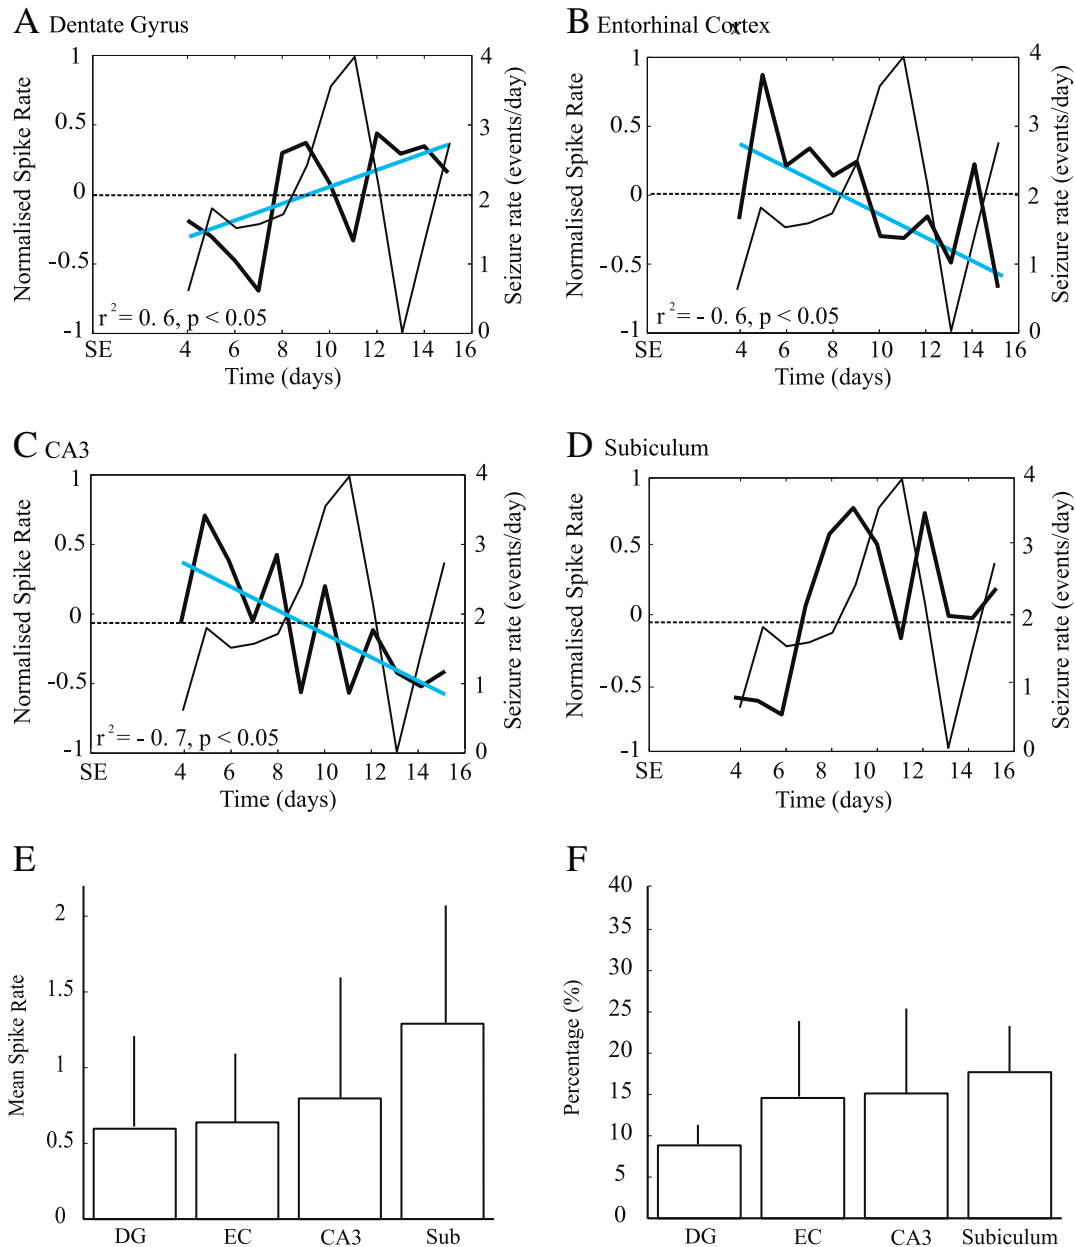 A Dentate Gyrus
1
0.5
0
-0.5
-1
Normalised Spike Rate
4
3
2
1
0
Seizure rate (events/day)
r² = 0. 6, p < 0.05
SE 4 6 8 10 12 14 16
Time (days)
B Entorhinal Cortex
1
0.5
0
-0.5
-1
Normalised Spike Rate
4
3
2
1
0
Seizure rate (events/day)
r² = - 0. 6, p < 0.05
SE 4 6 8 10 12 14 16
Time (days)
C CA3
1
0.5
0
-0.5
-1
Normalised Spike Rate
4
3
2
1
0
Seizure rate (events/day)
r² = - 0. 7, p < 0.05
SE 4 6 8 10 12 14 16
Time (days)
D Subiculum
1
0.5
0
-0.5
-1
Normalised Spike Rate
4
3
2
1
0
Seizure rate (events/day)
SE 4 6 8 10 12 14 16
Time (days)
E
2
1.5
1
0.5
0
Mean Spike Rate
DG EC CA3 Sub
F
40
35
30
25
20
15
10
5
0
Percentage (%)
DG EC CA3 Subiculum